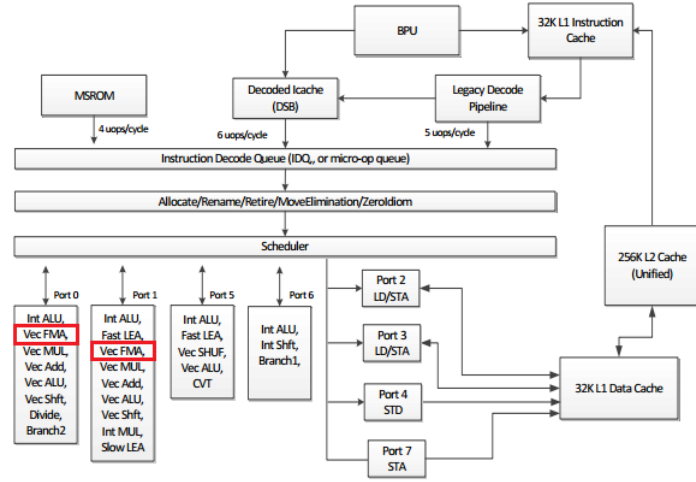 BPU
32K L1 Instruction
Cache
MSROM
Decoded Icache
(DSB)
Legacy Decode
Pipeline
4 uops/cycle
6 uops/cycle
5 uops/cycle
Instruction Decode Queue (IDQ,, or micro-op queue)
Allocate/Rename/Retire/MoveElimination/ZeroIdiom
Scheduler
256K L2 Cache
(Unified)
Port 0
Int ALU,
Vec FMA,
Vec MUL,
Vec Add,
Vec ALU,
Vec Shft,
Divide,
Branch2
Port 1
Int ALU,
Fast LEA,
Vec FMA,
Vec MUL,
Vec Add,
Vec ALU,
Vec Shft,
Int MUL,
Slow LEA
Port 5
Int ALU,
Fast LEA,
Vec SHUF,
Vec ALU,
CVT
Port 6
Int ALU,
Int Shft,
Branch1,
Port 2
LD/STA
Port 3
LD/STA
Port 4
STD
Port 7
STA
32K L1 Data Cache